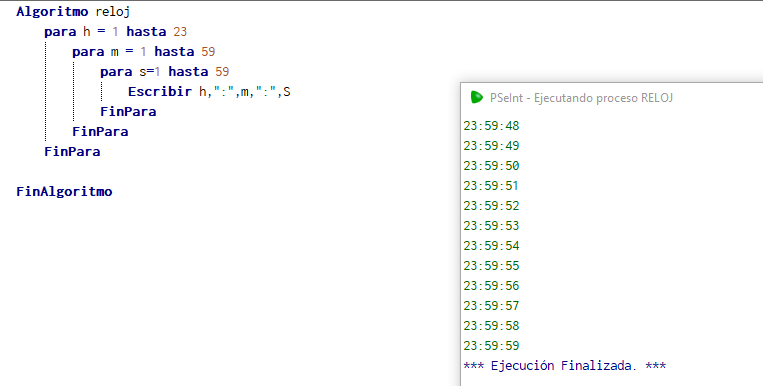 Algoritmo reloj
para h = 1 hasta 23
para m = 1 hasta 59
para s=1 hasta 59
Escribir h,":",m,":",S
FinPara
FinPara
FinPara
FinAlgoritmo
PSeInt - Ejecutando proceso RELOJ
23:59:48
23:59:49
23:59:50
23:59:51
23:59:52
23:59:53
23:59:54
23:59:55
23:59:56
23:59:57
23:59:58
23:59:59
*** Ejecución Finalizada. ***